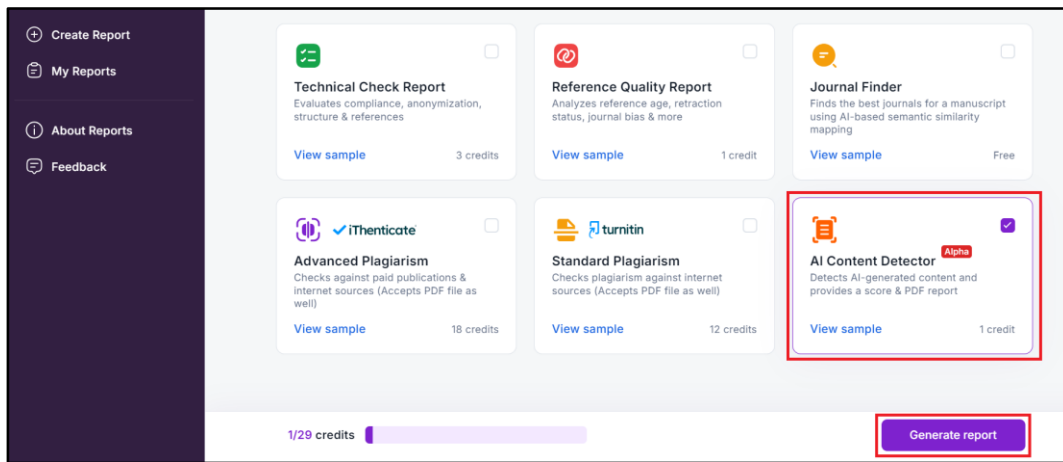 Create Report
My Reports
About Reports
Feedback
Technical Check Report
Evaluates compliance, anonymization,
structure & references
View sample
3 credits
Reference Quality Report
Analyzes reference age, retraction
status, journal bias & more
View sample
1 credit
Journal Finder
Finds the best journals for a manuscript
using AI-based semantic similarity
mapping
View sample
Free
iThenticate
Advanced Plagiarism
Checks against paid publications &
internet sources (Accepts PDF file as
well)
View sample
18 credits
turnitin
Standard Plagiarism
Checks plagiarism against internet
sources (Accepts PDF file as well)
View sample
12 credits
AI Content Detector
Alpha
Detects AI-generated content and
provides a score & PDF report
View sample
1 credit
1/29 credits
Generate report